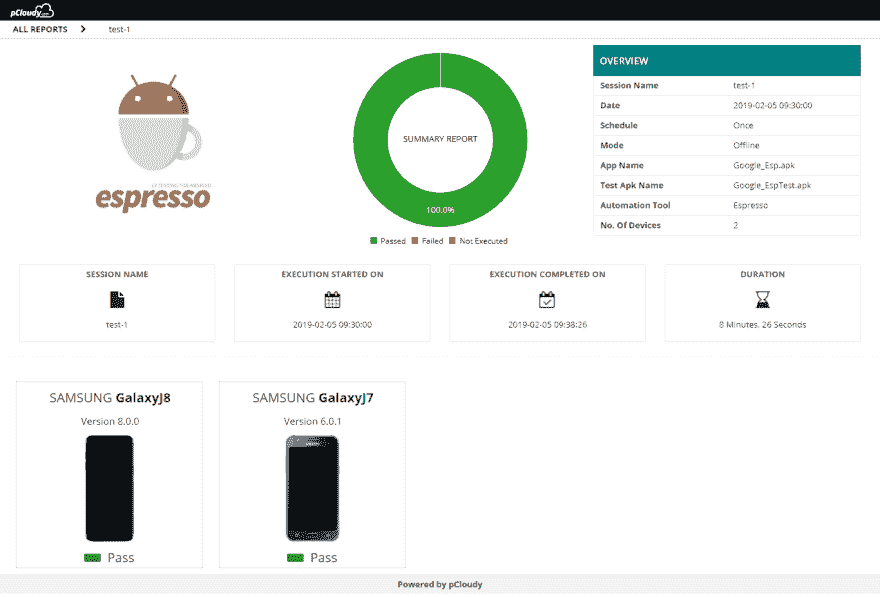 pCloudy.com
ALL REPORTS > test-1
espresso
SUMMARY REPORT
100.0%
Passed Failed Not Executed
OVERVIEW
Session Name test-1
Date 2019-02-05 09:30:00
Schedule Once
Mode Offline
App Name Google_Esp.apk
Test Apk Name Google_EspTest.apk
Automation Tool Espresso
No. Of Devices 2
SESSION NAME
test-1
EXECUTION STARTED ON
2019-02-05 09:30:00
EXECUTION COMPLETED ON
2019-02-05 09:38:26
DURATION
8 Minutes, 26 Seconds
SAMSUNG GalaxyJ8
Version 8.0.0
Pass
SAMSUNG GalaxyJ7
Version 6.0.1
Pass
Powered by pCloudy